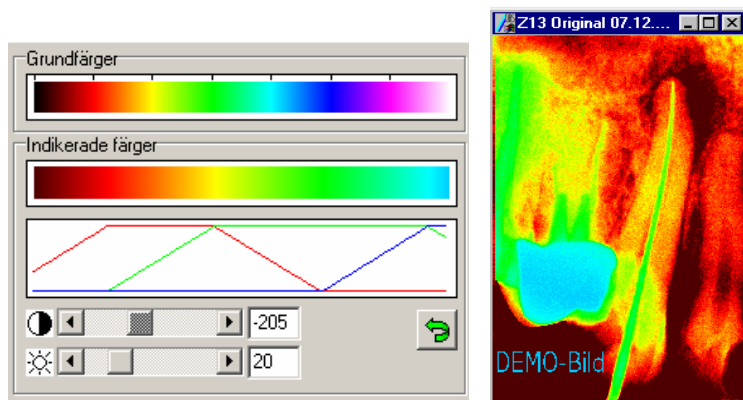 Grundfärger
Indikerade färger
-205
20
Z13 Original 07.12....
DEMO-Bild